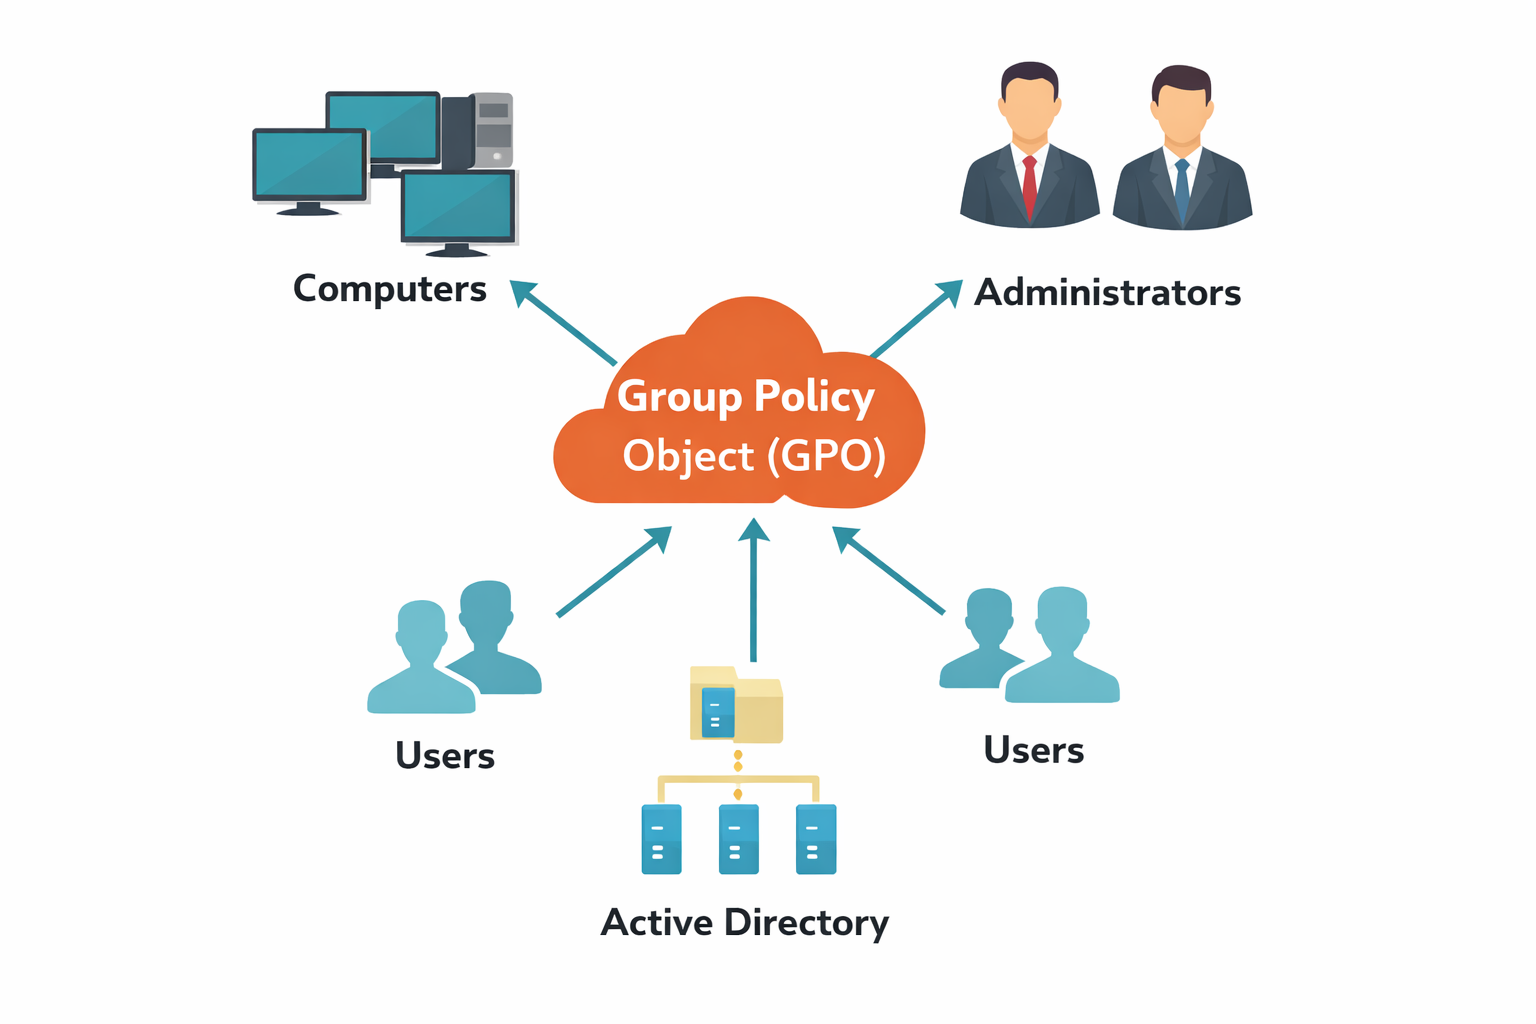 Computers
Administrators
Group Policy
Object (GPO)
Users
Users
Active Directory